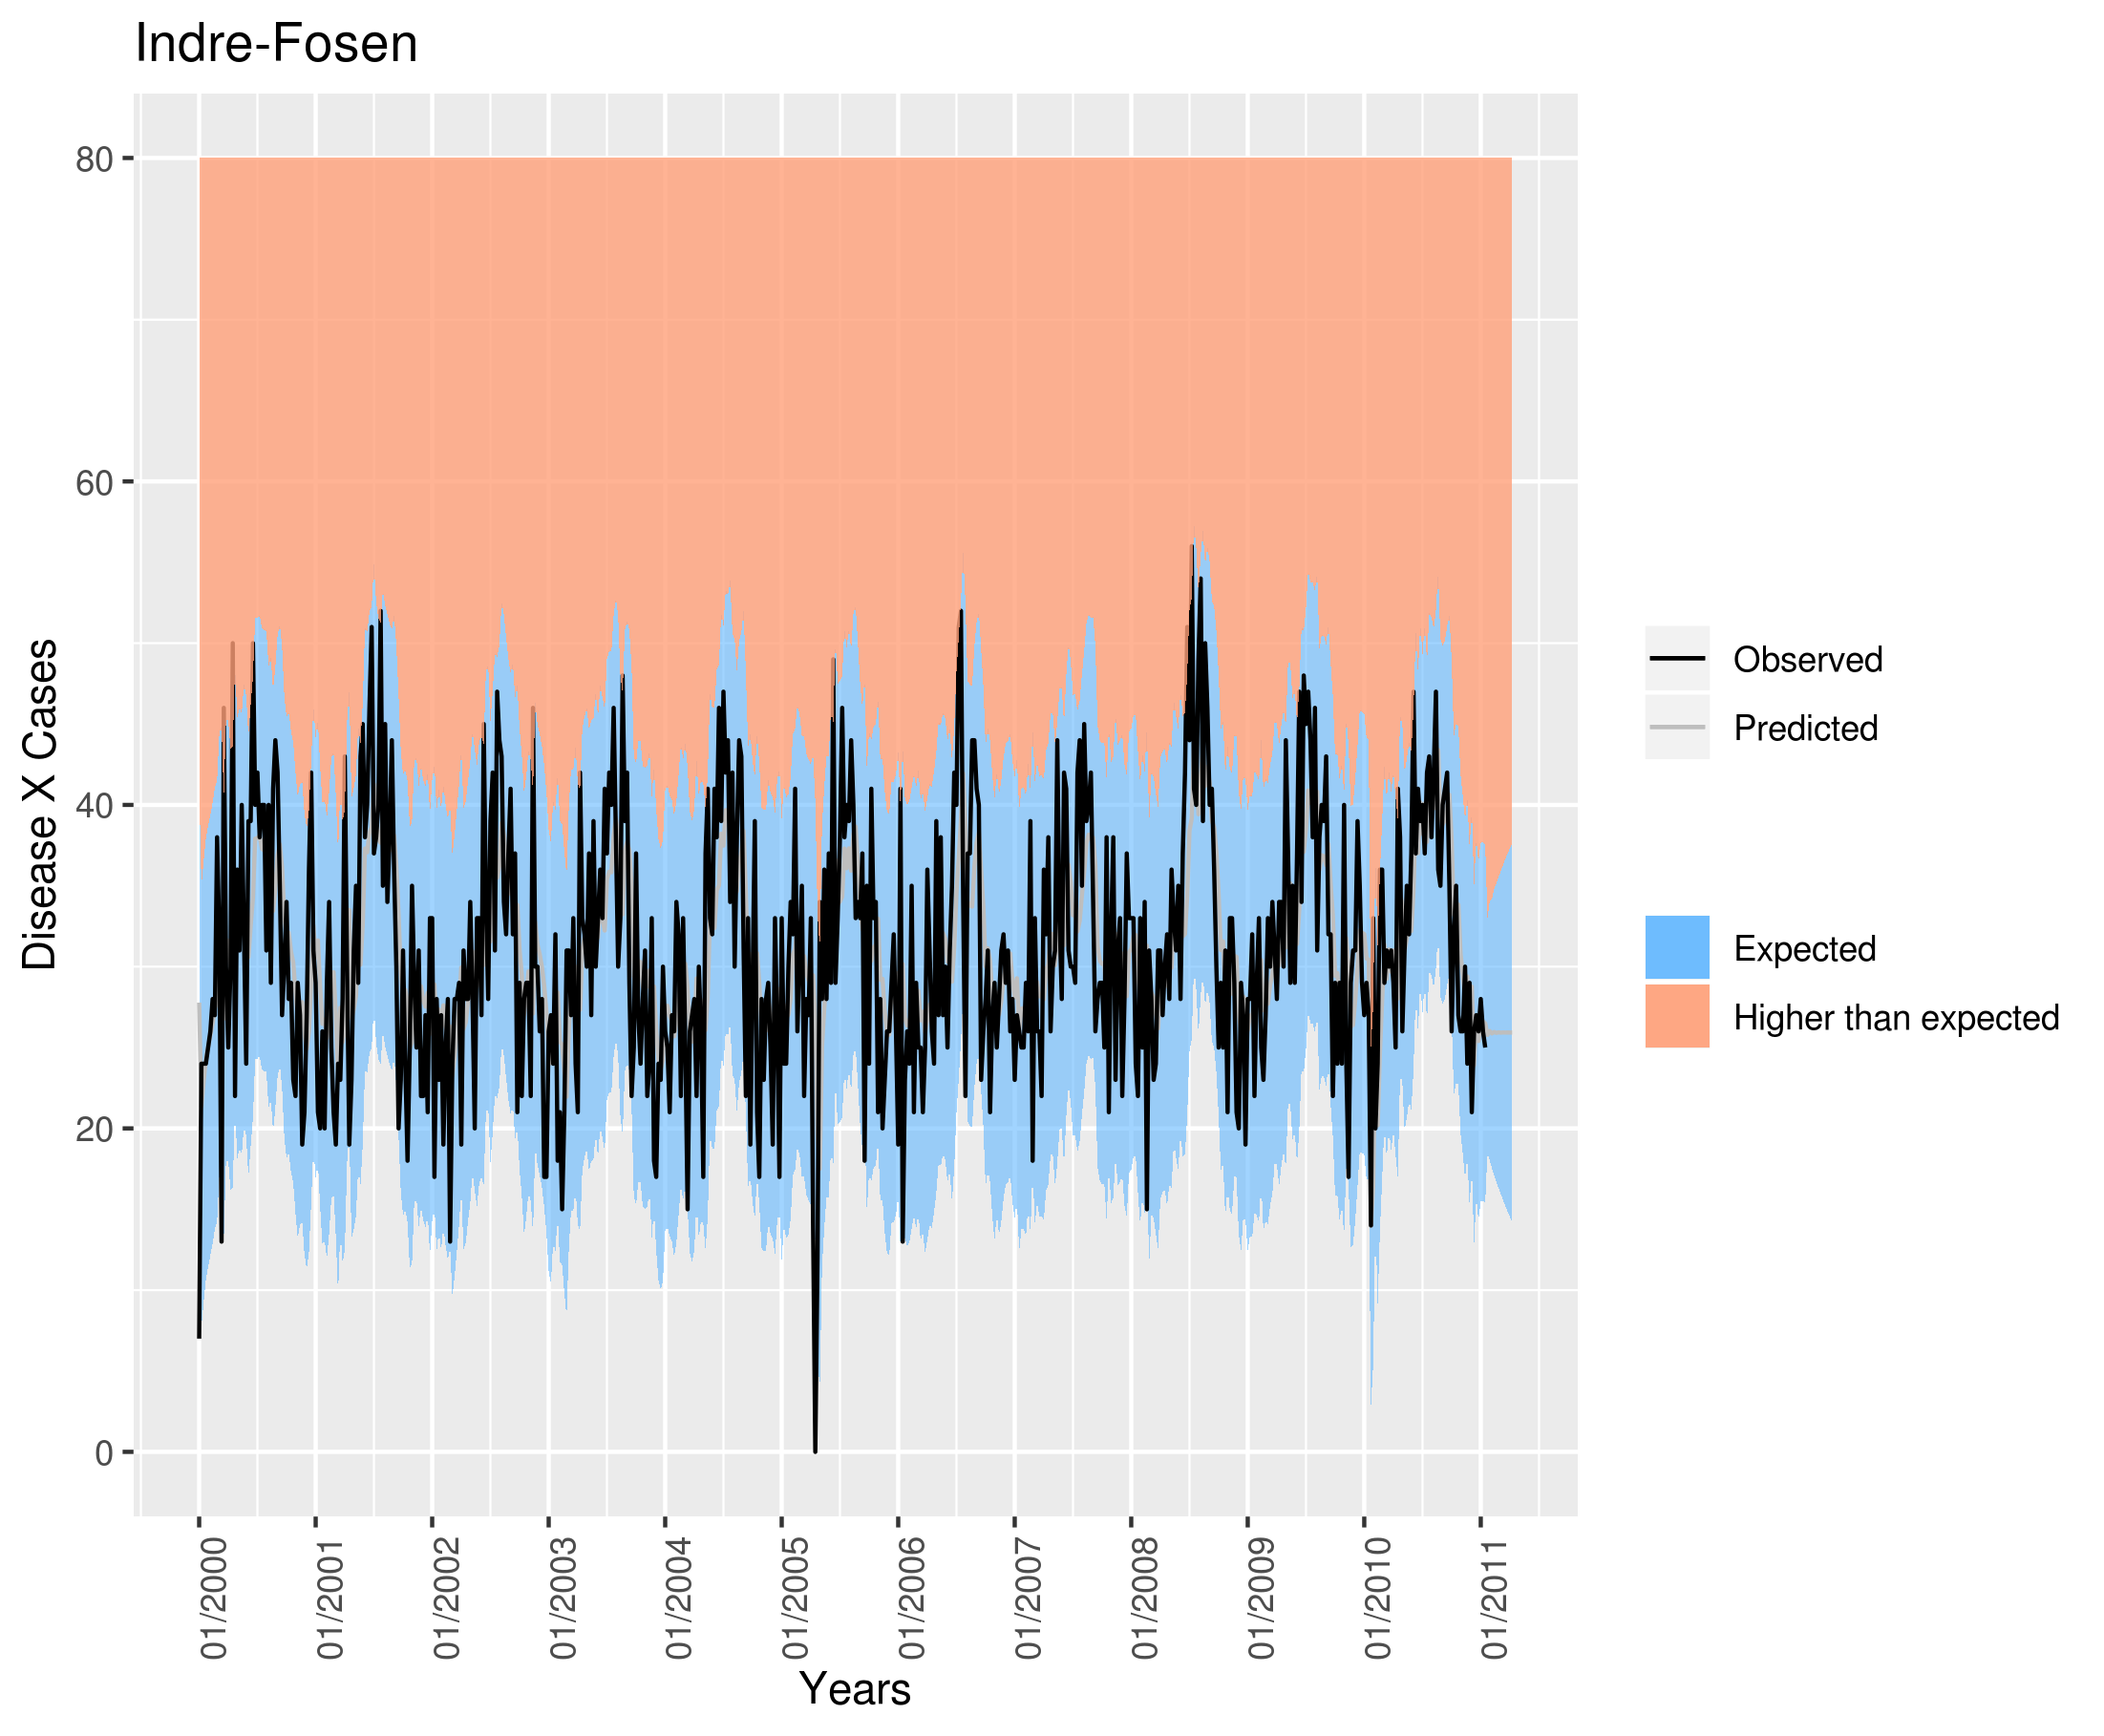 Indre-Fosen
Disease X Cases
80
60
40
20
0
01/2000
01/2001
01/2002
01/2003
01/2004
01/2005
01/2006
01/2007
01/2008
01/2009
01/2010
01/2011
Years
Observed
Predicted
Expected
Higher than expected